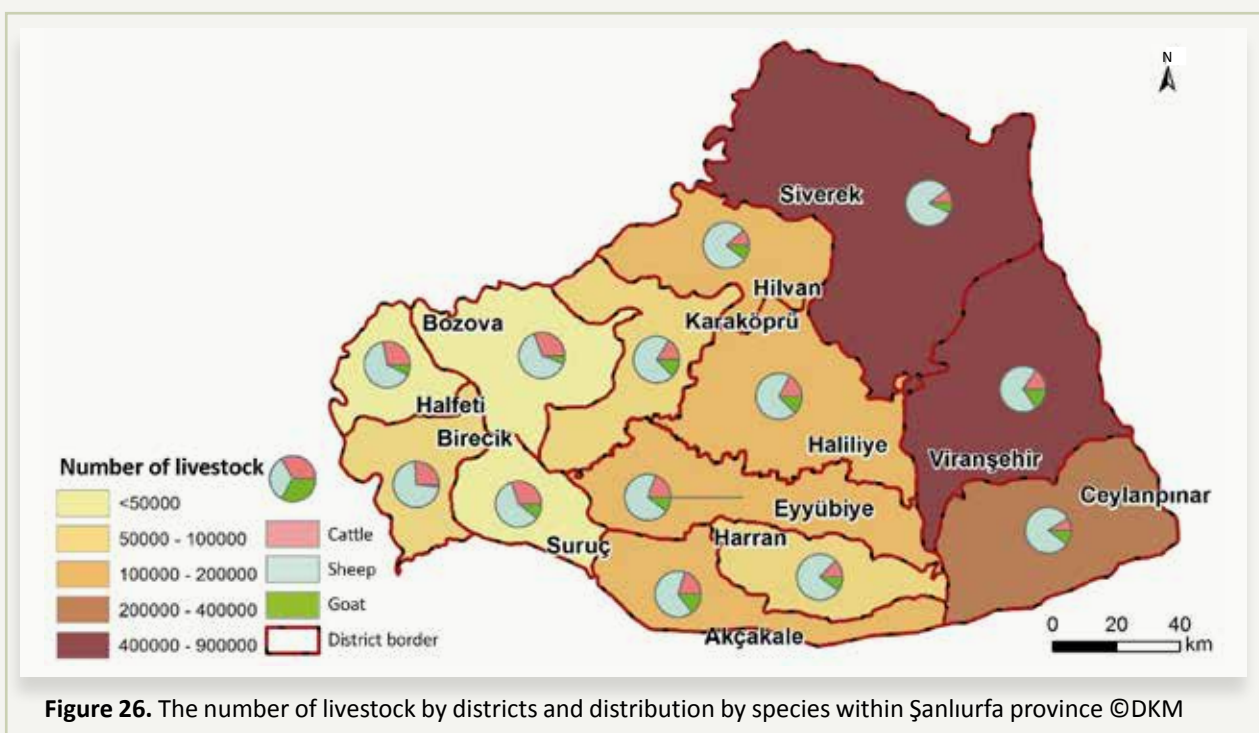 N
Siverek
Hilvan
Bozova
Karaköprü
Halfeti
Birecik
Haliliye
Viranşehir
Ceylanpınar
Eyyübiye
Suruç
Harran
Akçakale
Number of livestock
<50000
50000 - 100000
100000 - 200000
200000 - 400000
400000 - 900000
Cattle
Sheep
Goat
District border
0 20 40
km
Figure 26. The number of livestock by districts and distribution by species within Şanlıurfa province ©DKM